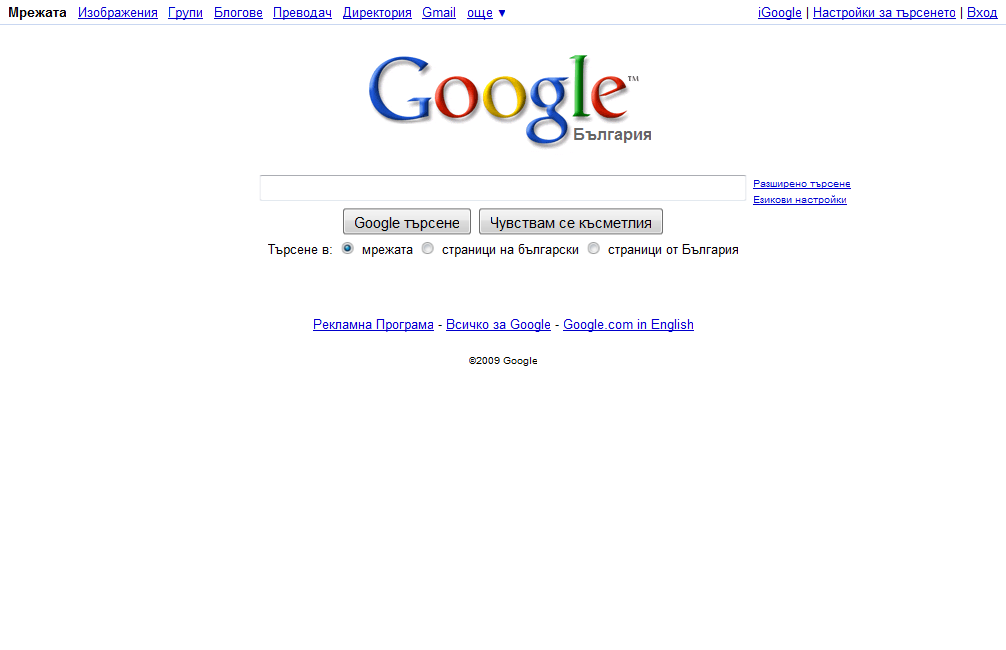 Мрежата Изображения Групи Блогове Преводач Директория Gmail още ▼ iGoogle | Настройки за търсенето | Вход
Google™
България
Разширено търсене
Езикови настройки
Google търсене Чувствам се късметлия
Търсене в: мрежата страници на български страници от България
Рекламна Програма - Всичко за Google - Google.com in English
©2009 Google